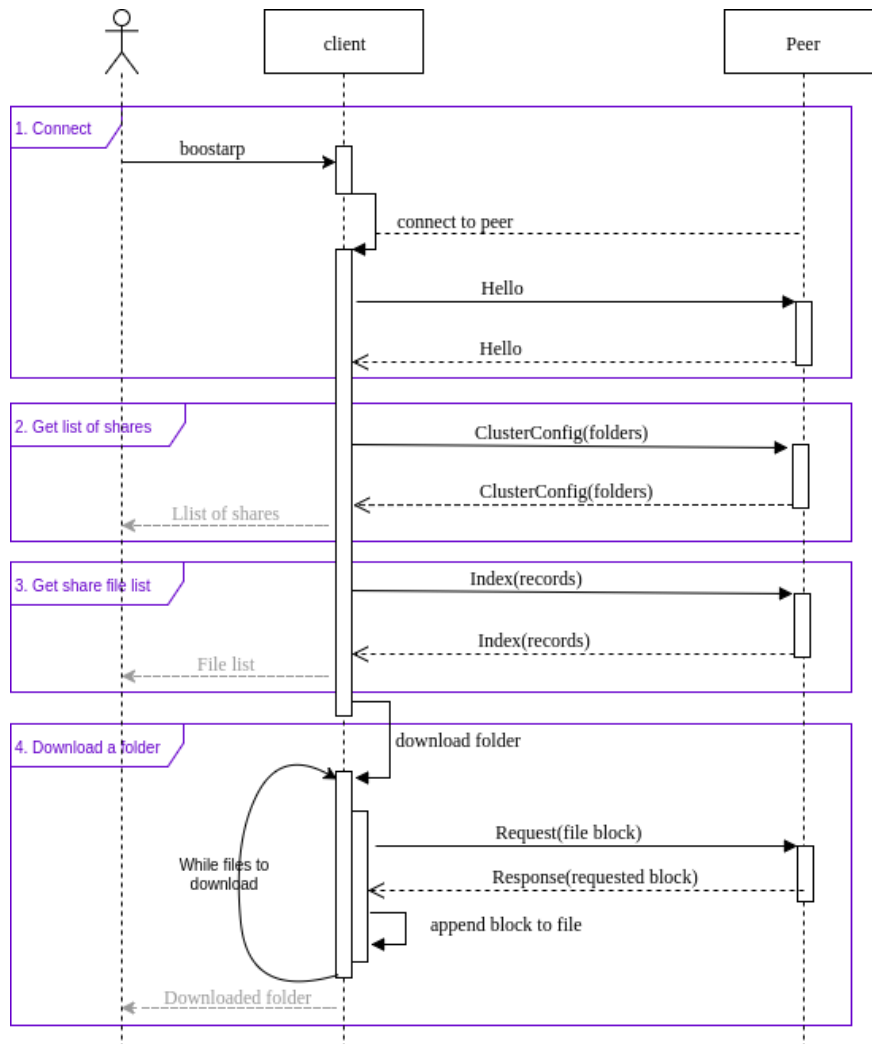 client
Peer
1. Connect
boostarp
connect to peer
Hello
Hello
2. Get list of shares
ClusterConfig(folders)
ClusterConfig(folders)
Llist of shares
3. Get share file list
Index(records)
Index(records)
File list
4. Download a folder
download folder
Request(file block)
While files to
download
Response(requested block)
append block to file
Downloaded folder